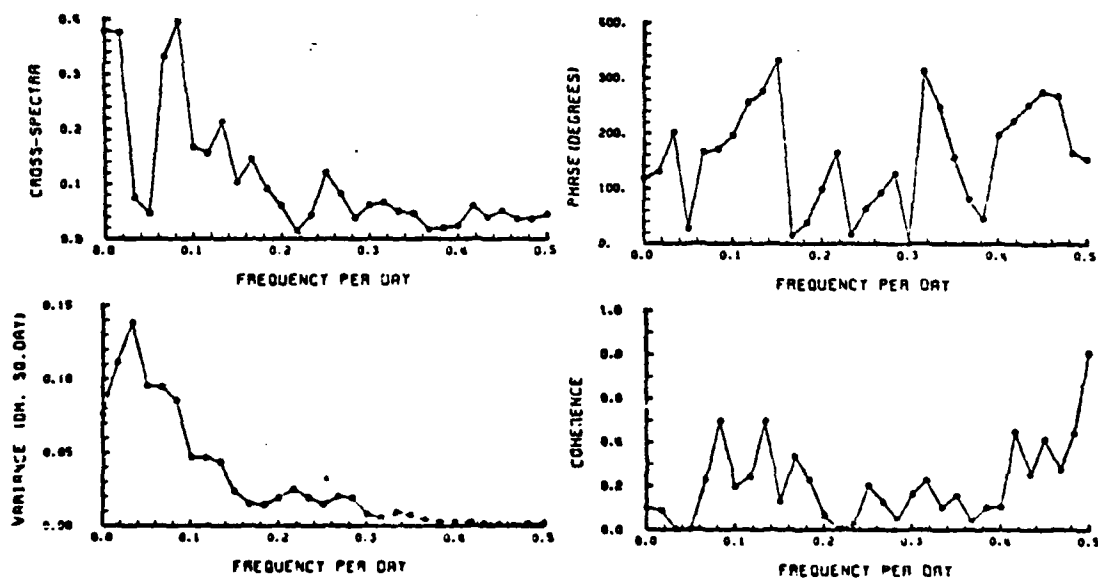 0.4
0.3
0.2
0.1
0.0
CROSS-SPECTRA
0.0 0.1 0.2 0.3 0.4 0.5
FREQUENCY PER DAY
400.
300.
200.
100.
0.
PHASE (DEGREES)
0.0 0.1 0.2 0.3 0.4 0.5
FREQUENCY PER DAY
0.15
0.10
0.05
0.00
VARIANCE (DM. SQ.DAY)
0.0 0.1 0.2 0.3 0.4 0.5
FREQUENCY PER DAY
1.0
0.8
0.6
0.4
0.2
0.0
COHERENCE
0.0 0.1 0.2 0.3 0.4 0.5
FREQUENCY PER DAY